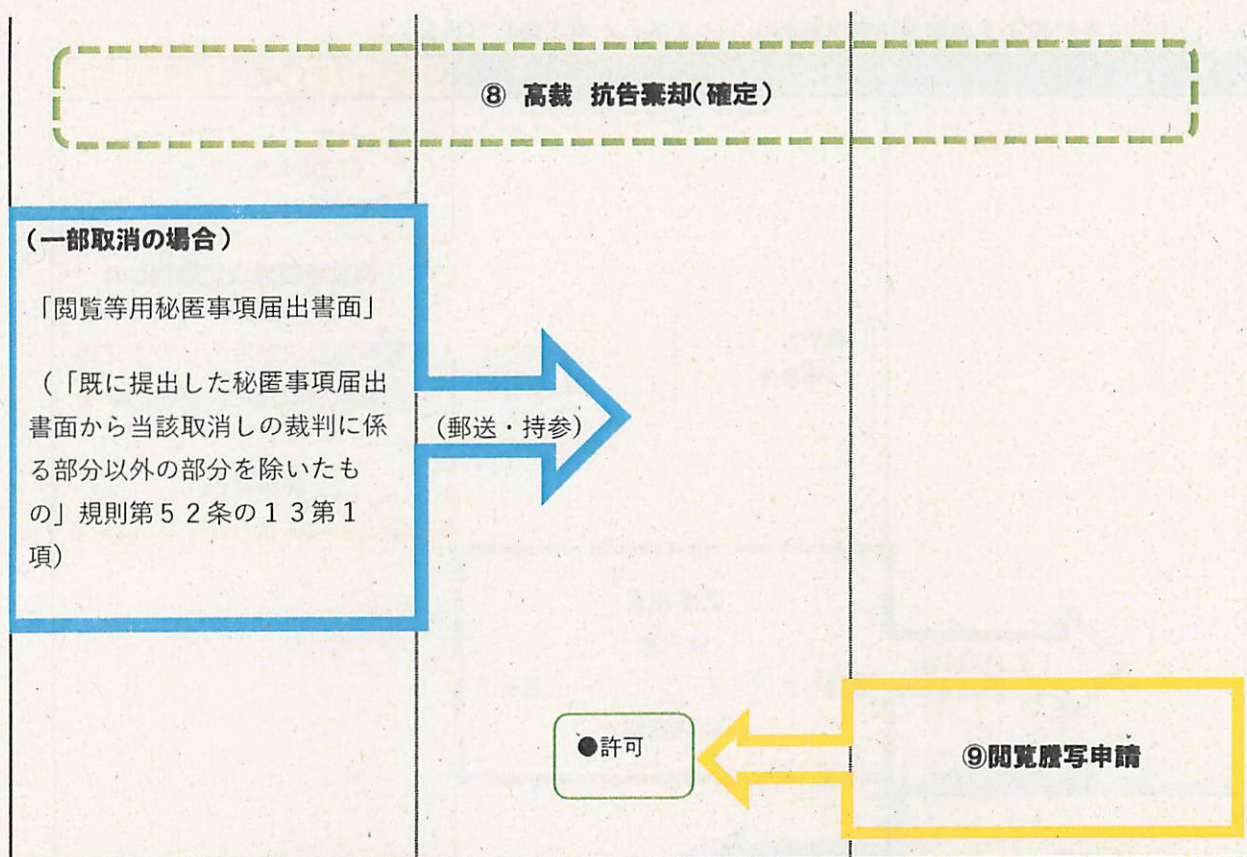 ⑧ 高裁 抗告棄却(確定)
(一部取消の場合)
「閲覧等用秘匿事項届出書面」
(「既に提出した秘匿事項届出
書面から当該取消しの裁判に係
る部分以外の部分を除いたも
の」規則第52条の13第1
項)
(郵送・持参)
●許可
⑨閲覧謄写申請